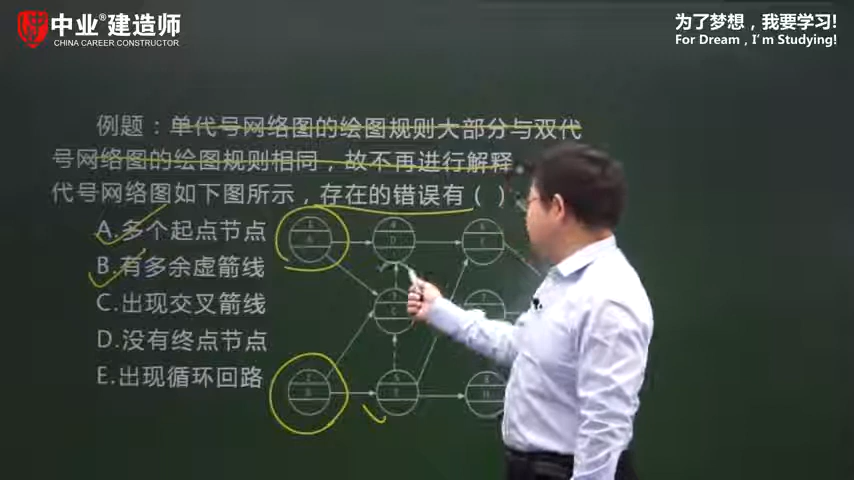 中业®建造师
CHINA CAREER CONSTRUCTOR
为了梦想，我要学习!
For Dream , I'm Studying!
例题：单代号网络图的绘图规则大部分与双代
号网络图的绘图规则相同，故不再进行解释
代号网络图如下图所示，存在的错误有（ ）
A.多个起点节点
B.有多余虚箭线
C.出现交叉箭线
D.没有终点节点
E.出现循环回路